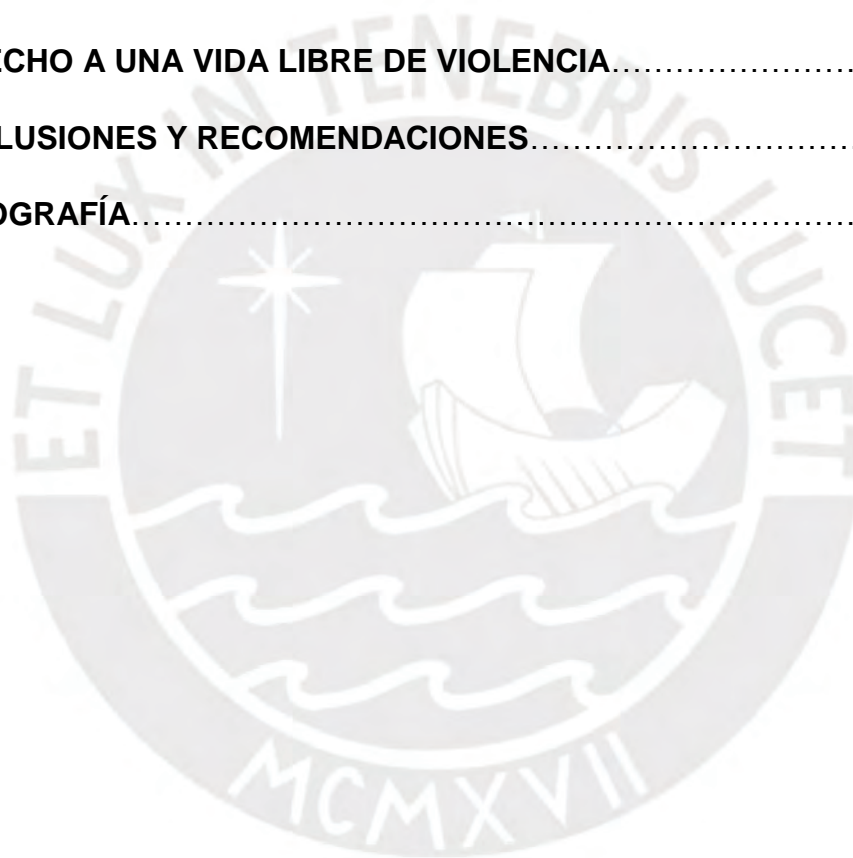 ECHO A UNA VIDA LIBRE DE VIOLENCIA........................
LUSIONES Y RECOMENDACIONES...............................
OGRAFÍA.....................................................................
ET LUX IN TENEBRIS LUCET
MCMXVII